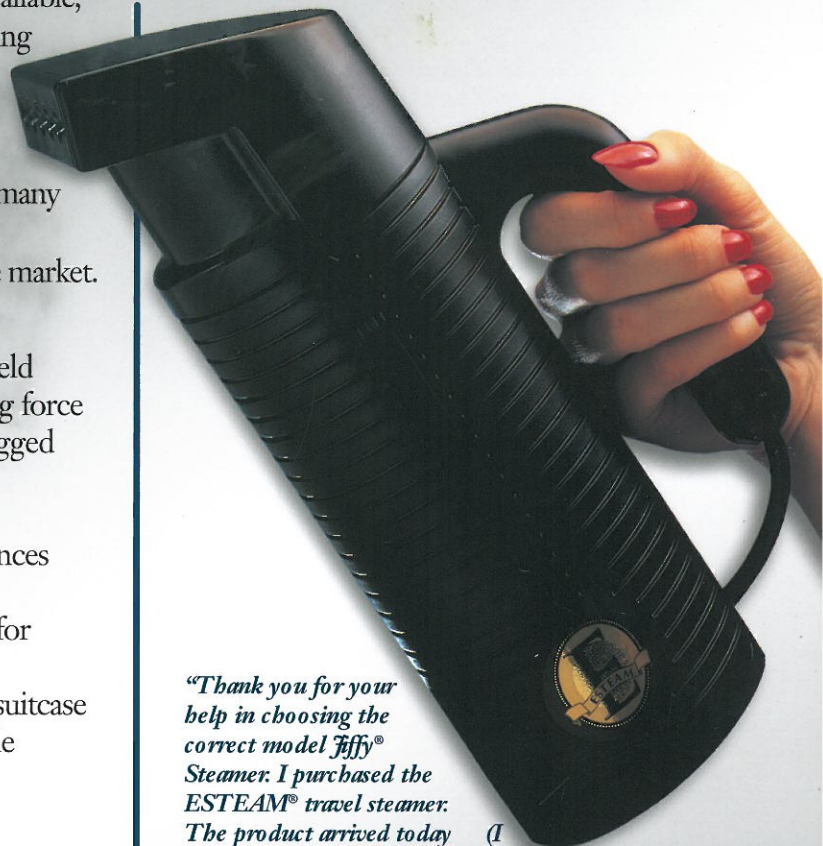 ng
many
market.
eld
g force
gged
nces
for
suitcase
e
“Thank you for your
help in choosing the
correct model Jiffy®
Steamer. I purchased the
ESTEAM® travel steamer.
The product arrived today (I
ESTEAM